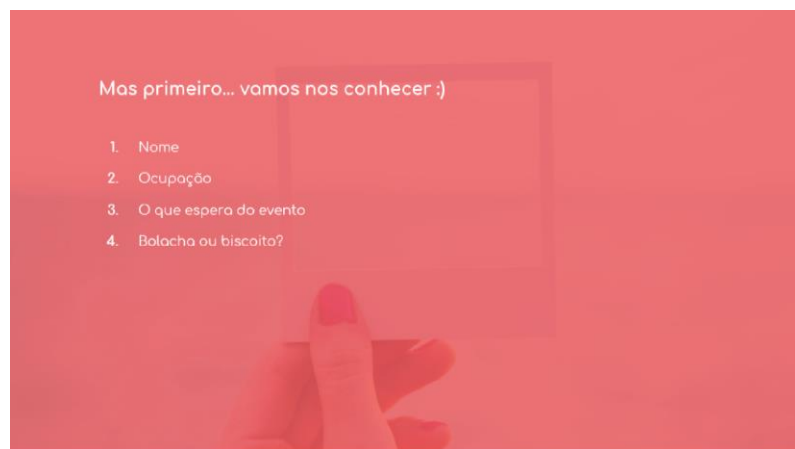 Mas primeiro... vamos nos conhecer :)
1. Nome
2. Ocupação
3. O que espera do evento
4. Bolacha ou biscoito?